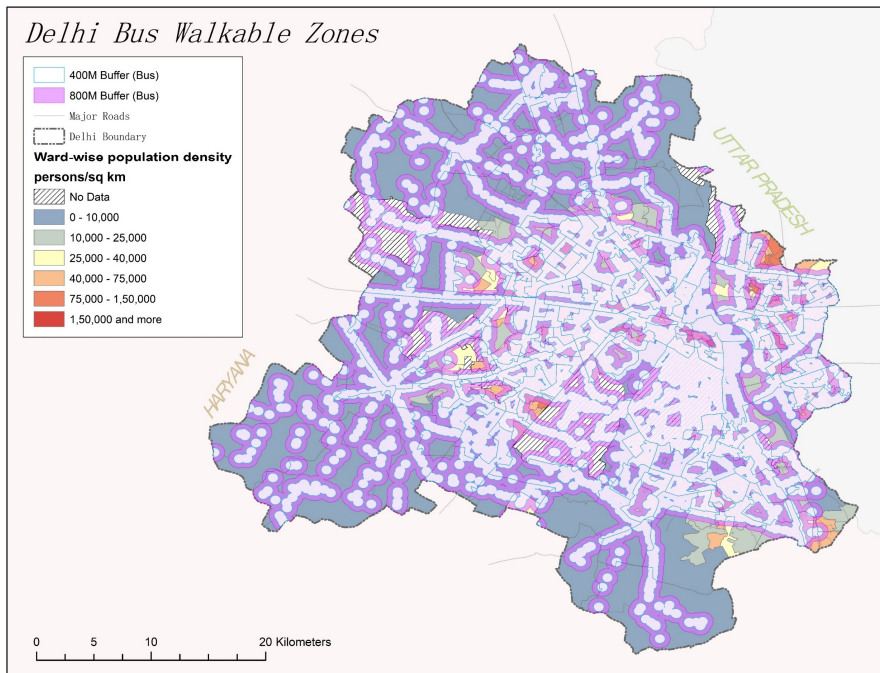 Delhi Bus Walkable Zones
400M Buffer (Bus)
800M Buffer (Bus)
Major Roads
Delhi Boundary
Ward-wise population density
persons/sq km
No Data
0 - 10,000
10,000 - 25,000
25,000 - 40,000
40,000 - 75,000
75,000 - 1,50,000
1,50,000 and more
UTTAR PRADESH
HARYANA
0 5 10 20 Kilometers